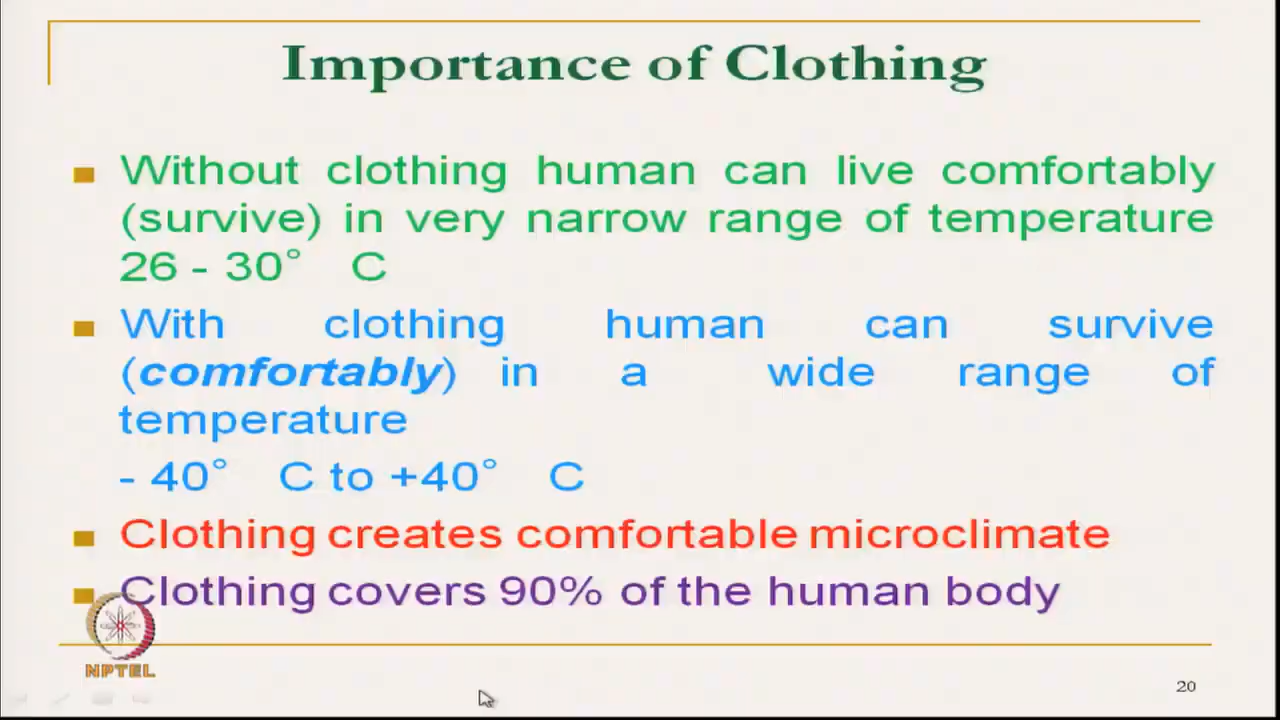 Importance of Clothing
Without clothing human can live comfortably
(survive) in very narrow range of temperature
26 - 30° C
With clothing human can survive
(comfortably) in a wide range of
temperature
- 40° C to +40° C
Clothing creates comfortable microclimate
Clothing covers 90% of the human body
NPTEL
20